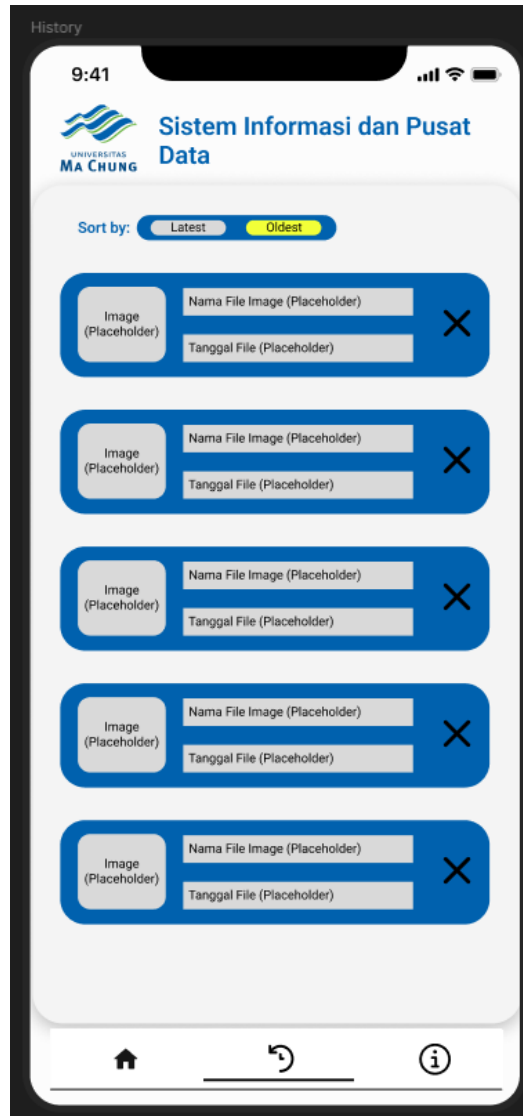 History
9:41
UNIVERSITAS
MA CHUNG
Sistem Informasi dan Pusat
Data
Sort by:
Latest
Oldest
Image
(Placeholder)
Nama File Image (Placeholder)
Tanggal File (Placeholder)
Image
(Placeholder)
Nama File Image (Placeholder)
Tanggal File (Placeholder)
Image
(Placeholder)
Nama File Image (Placeholder)
Tanggal File (Placeholder)
Image
(Placeholder)
Nama File Image (Placeholder)
Tanggal File (Placeholder)
Image
(Placeholder)
Nama File Image (Placeholder)
Tanggal File (Placeholder)